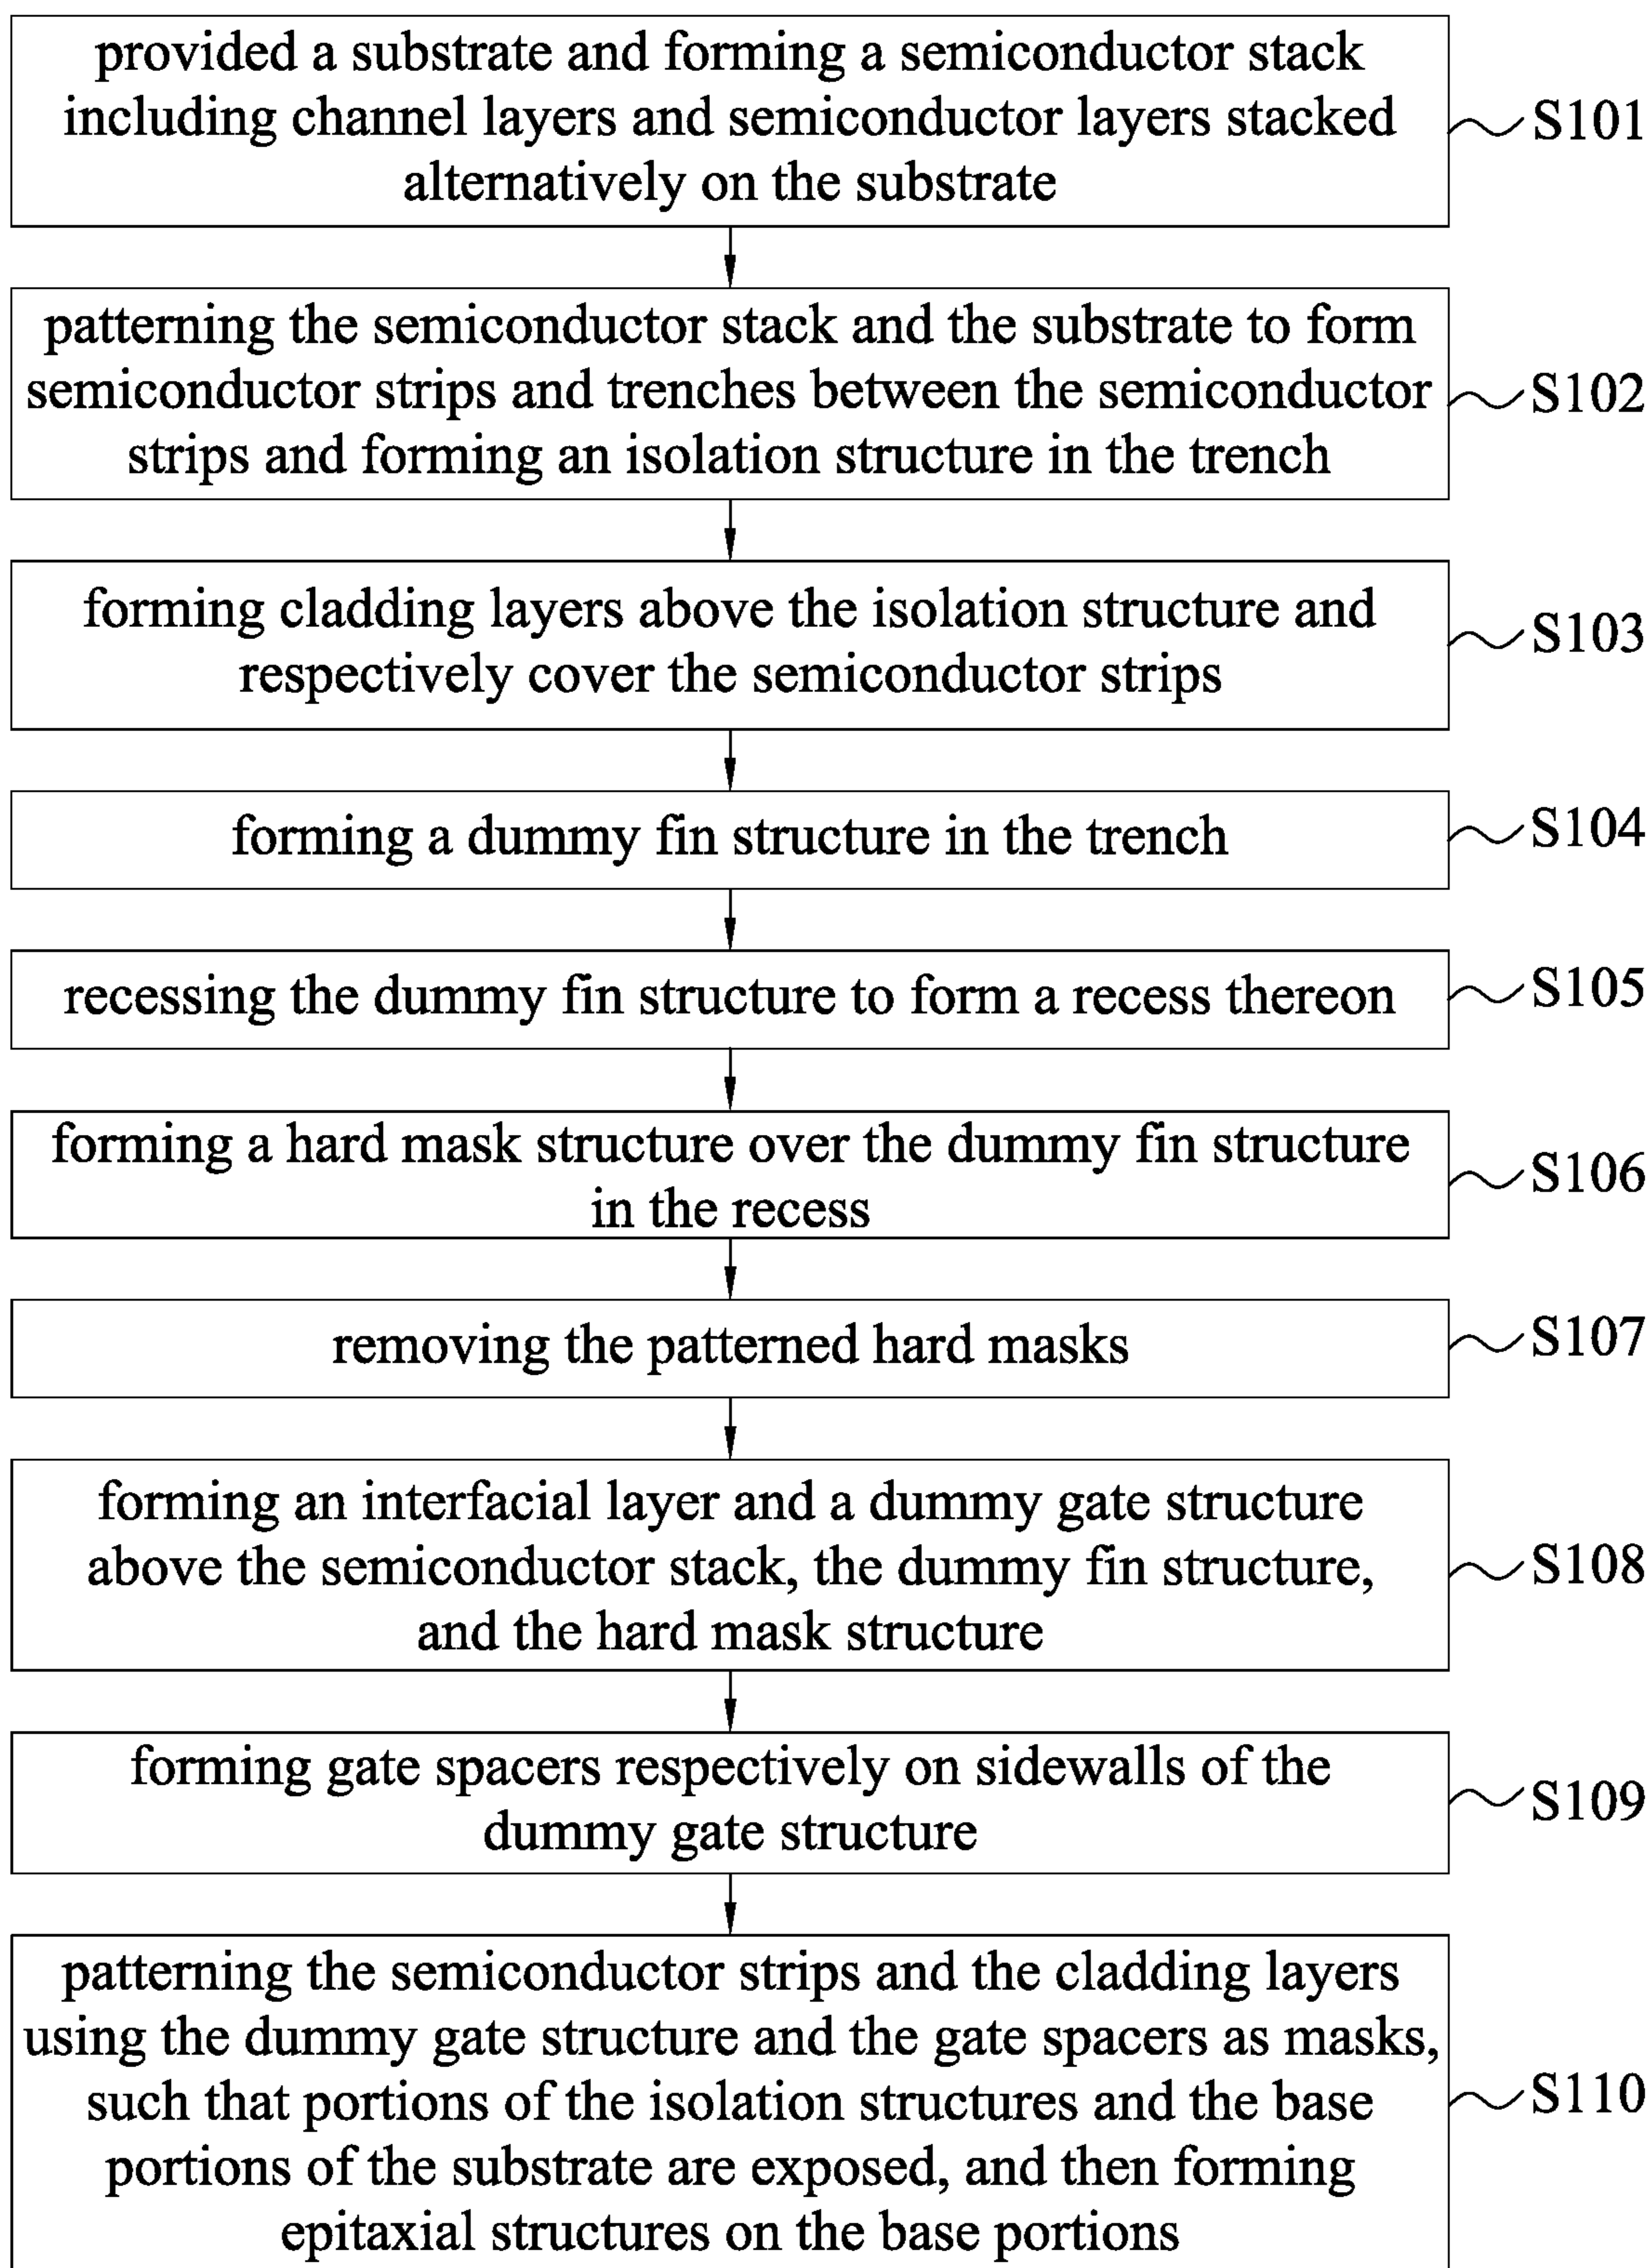 provided a substrate and forming a semiconductor stack
including channel layers and semiconductor layers stacked
alternatively on the substrate
S101
patterning the semiconductor stack and the substrate to form
semiconductor strips and trenches between the semiconductor
strips and forming an isolation structure in the trench
S102
forming cladding layers above the isolation structure and
respectively cover the semiconductor strips
S103
forming a dummy fin structure in the trench
S104
recessing the dummy fin structure to form a recess thereon
S105
forming a hard mask structure over the dummy fin structure
in the recess
S106
removing the patterned hard masks
S107
forming an interfacial layer and a dummy gate structure
above the semiconductor stack, the dummy fin structure,
and the hard mask structure
S108
forming gate spacers respectively on sidewalls of the
dummy gate structure
S109
patterning the semiconductor strips and the cladding layers
using the dummy gate structure and the gate spacers as masks,
such that portions of the isolation structures and the base
portions of the substrate are exposed, and then forming
epitaxial structures on the base portions
S110